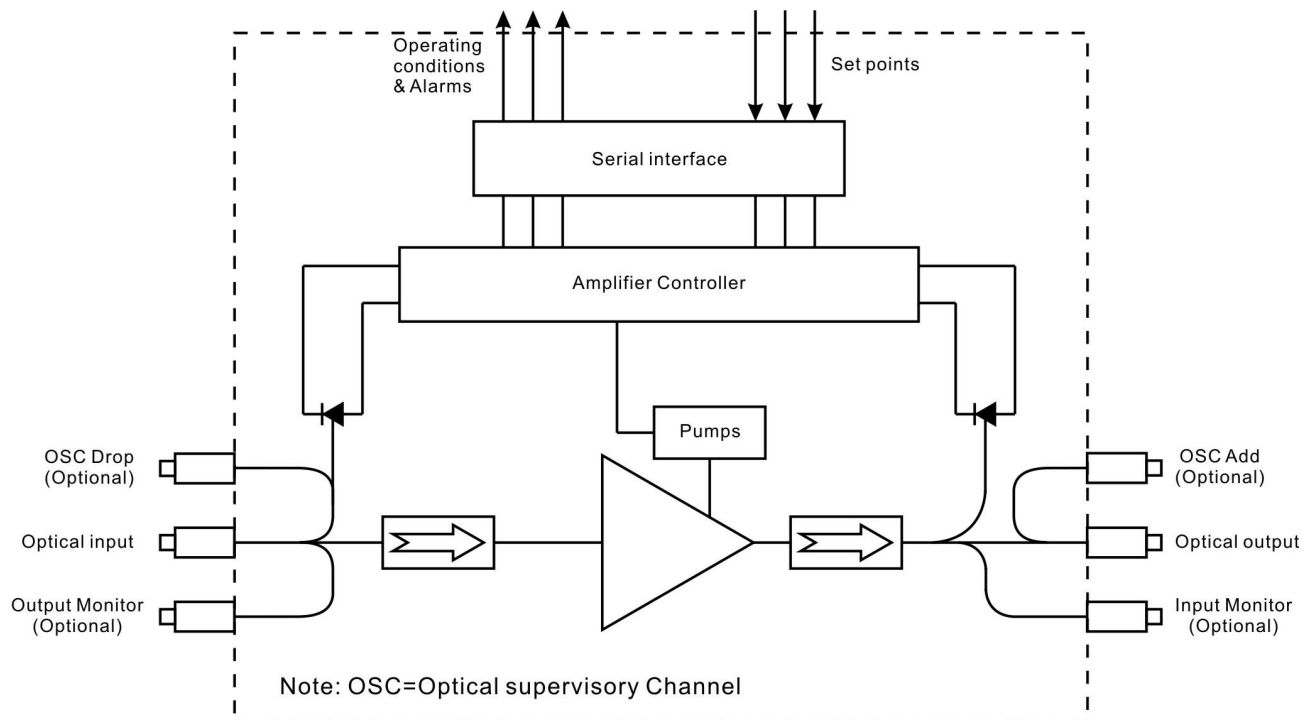 Operating
conditions
& Alarms
Set points
Serial interface
Amplifier Controller
Pumps
OSC Drop
(Optional)
OSC Add
(Optional)
Optical input
Optical output
Output Monitor
(Optional)
Input Monitor
(Optional)
Note: OSC=Optical supervisory Channel